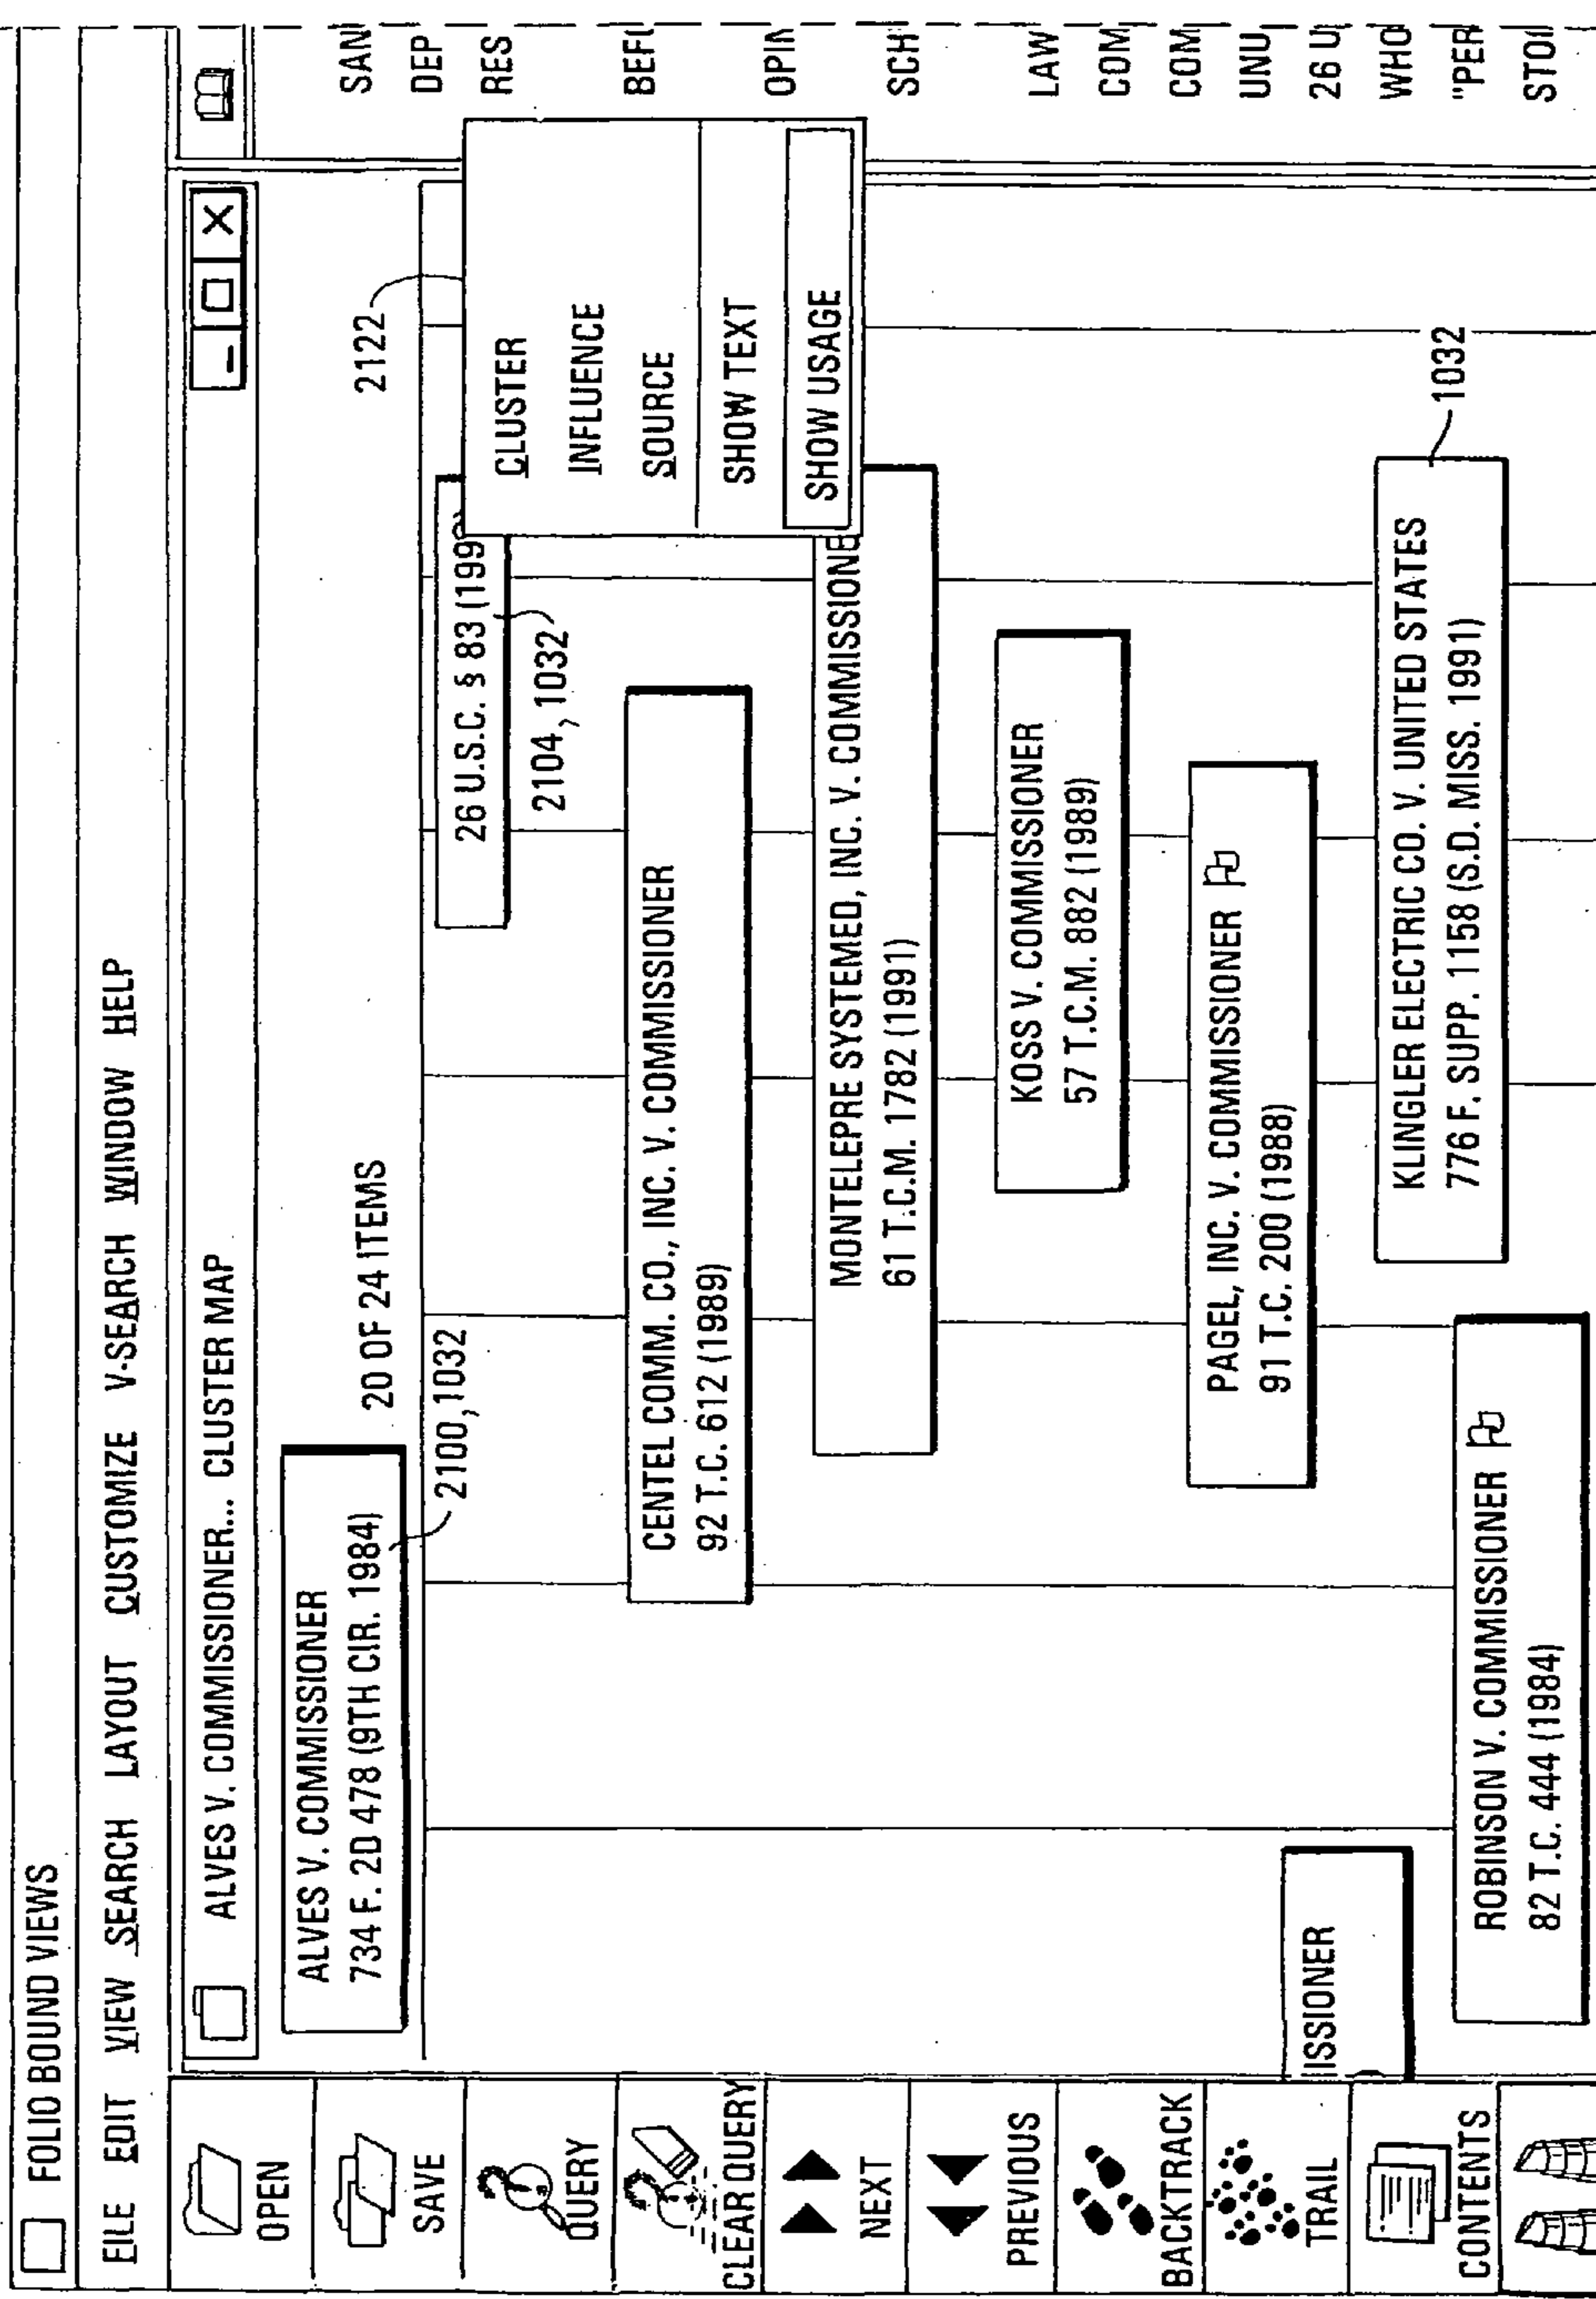 FOLIO BOUND VIEWS
FILE EDIT VIEW SEARCH LAYOUT CUSTOMIZE V-SEARCH WINDOW HELP
ALVES V. COMMISSIONER... CLUSTER MAP
OPEN
SAVE
QUERY
CLEAR QUERY
NEXT
PREVIOUS
BACKTRACK
TRAIL
CONTENTS
ALVES V. COMMISSIONER
734 F. 2D 478 (9TH CIR. 1984)
20 OF 24 ITEMS
2100, 1032
2122
26 U.S.C. § 83 (199
2104, 1032
CLUSTER
INFLUENCE
SOURCE
SHOW TEXT
SHOW USAGE
CENTEL COMM. CO., INC. V. COMMISSIONER
92 T.C. 612 (1989)
MONTELEPRE SYSTEMED, INC. V. COMMISSIONE
61 T.C.M. 1782 (1991)
KOSS V. COMMISSIONER
57 T.C.M. 882 (1989)
PAGEL, INC. V. COMMISSIONER
91 T.C. 200 (1988)
ISSIONER
KLINGLER ELECTRIC CO. V. UNITED STATES
776 F. SUPP. 1158 (S.D. MISS. 1991)
1032
ROBINSON V. COMMISSIONER
82 T.C. 444 (1984)
SAN
DEP
RES
BEF
OPIN
SCH
LAW
COM
COM
UNU
26 U
WHO
"PER
STO